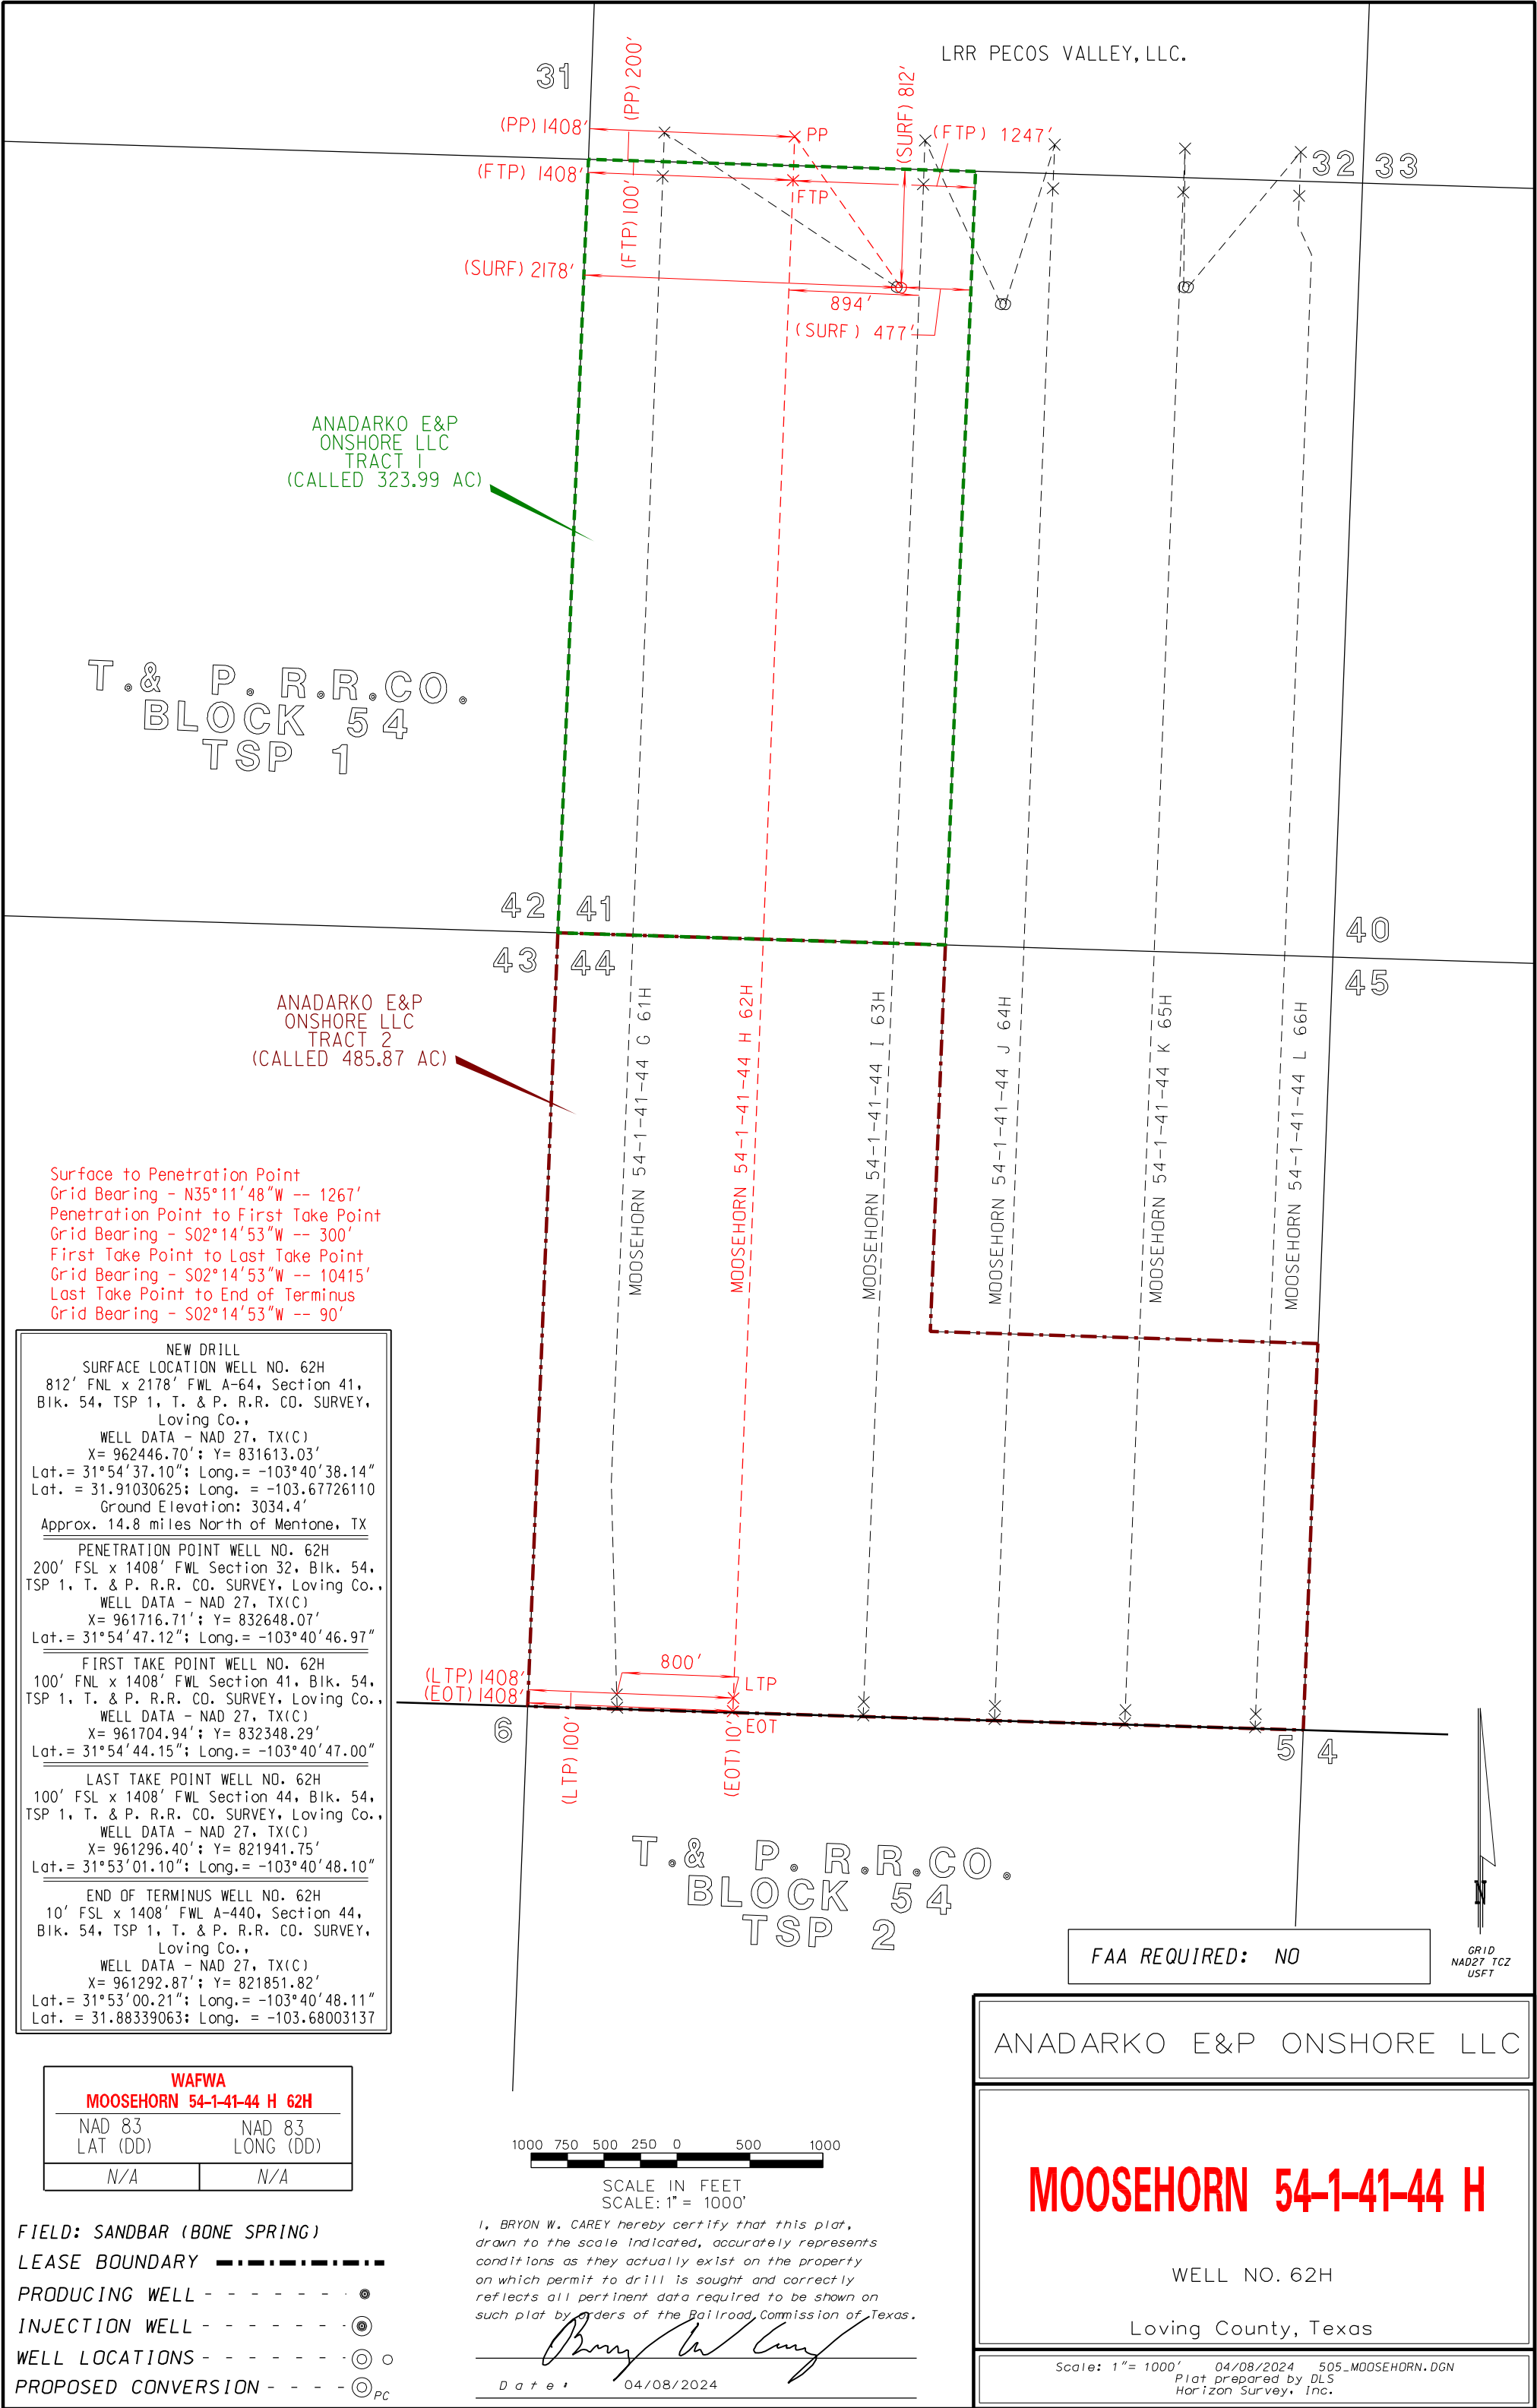 LRR PECOS VALLEY, LLC.
31
(PP) 200'
(SURF) 812'
(PP) 1408'
PP
(FTP) 1247'
32
33
(FTP) 1408'
FTP
(FTP) 100'
(SURF) 2178'
894'
(SURF) 477'
ANADARKO E&P
ONSHORE LLC
TRACT 1
(CALLED 323.99 AC)
T.& P. R.R.CO.
BLOCK 54
TSP 1
42
41
40
43
44
45
ANADARKO E&P
ONSHORE LLC
TRACT 2
(CALLED 485.87 AC)
MOOSEHORN 54-1-41-44 G 61H
MOOSEHORN 54-1-41-44 H 62H
MOOSEHORN 54-1-41-44 I 63H
MOOSEHORN 54-1-41-44 J 64H
MOOSEHORN 54-1-41-44 K 65H
MOOSEHORN 54-1-41-44 L 66H
Surface to Penetration Point
Grid Bearing - N35°11'48"W -- 1267'
Penetration Point to First Take Point
Grid Bearing - S02°14'53"W -- 300'
First Take Point to Last Take Point
Grid Bearing - S02°14'53"W -- 10415'
Last Take Point to End of Terminus
Grid Bearing - S02°14'53"W -- 90'
NEW DRILL
SURFACE LOCATION WELL NO. 62H
812' FNL x 2178' FWL A-64, Section 41,
Blk. 54, TSP 1, T. & P. R.R. CO. SURVEY,
Loving Co.,
WELL DATA - NAD 27, TX(C)
X= 962446.70'; Y= 831613.03'
Lat.= 31°54'37.10"; Long.= -103°40'38.14"
Lat. = 31.91030625; Long. = -103.67726110
Ground Elevation: 3034.4'
Approx. 14.8 miles North of Mentone, TX
PENETRATION POINT WELL NO. 62H
200' FSL x 1408' FWL Section 32, Blk. 54,
TSP 1, T. & P. R.R. CO. SURVEY, Loving Co.,
WELL DATA - NAD 27, TX(C)
X= 961716.71'; Y= 832648.07'
Lat.= 31°54'47.12"; Long.= -103°40'46.97"
FIRST TAKE POINT WELL NO. 62H
100' FNL x 1408' FWL Section 41, Blk. 54,
TSP 1, T. & P. R.R. CO. SURVEY, Loving Co.,
WELL DATA - NAD 27, TX(C)
X= 961704.94'; Y= 832348.29'
Lat.= 31°54'44.15"; Long.= -103°40'47.00"
LAST TAKE POINT WELL NO. 62H
100' FSL x 1408' FWL Section 44, Blk. 54,
TSP 1, T. & P. R.R. CO. SURVEY, Loving Co.,
WELL DATA - NAD 27, TX(C)
X= 961296.40'; Y= 821941.75'
Lat.= 31°53'01.10"; Long.= -103°40'48.10"
END OF TERMINUS WELL NO. 62H
10' FSL x 1408' FWL A-440, Section 44,
Blk. 54, TSP 1, T. & P. R.R. CO. SURVEY,
Loving Co.,
WELL DATA - NAD 27, TX(C)
X= 961292.87'; Y= 821851.82'
Lat.= 31°53'00.21"; Long.= -103°40'48.11"
Lat. = 31.88339063; Long. = -103.68003137
800'
(LTP) 1408'
LTP
(EOT) 1408'
EOT
6
(LTP) 100'
(EOT) 10'
5
4
T.& P. R.R.CO.
BLOCK 54
TSP 2
N
GRID
NAD27 TCZ
USFT
FAA REQUIRED: NO
WAFWA
MOOSEHORN 54-1-41-44 H 62H
NAD 83 NAD 83
LAT (DD) LONG (DD)
N/A N/A
FIELD: SANDBAR (BONE SPRING)
LEASE BOUNDARY
PRODUCING WELL
INJECTION WELL
WELL LOCATIONS
PROPOSED CONVERSION PC
1000 750 500 250 0 500 1000
SCALE IN FEET
SCALE: 1" = 1000'
I, BRYON W. CAREY hereby certify that this plat,
drawn to the scale indicated, accurately represents
conditions as they actually exist on the property
on which permit to drill is sought and correctly
reflects all pertinent data required to be shown on
such plat by orders of the Railroad Commission of Texas.
Date: 04/08/2024
ANADARKO E&P ONSHORE LLC
MOOSEHORN 54-1-41-44 H
WELL NO. 62H
Loving County, Texas
Scale: 1"= 1000' 04/08/2024 505_MOOSEHORN.DGN
Plat prepared by DLS
Horizon Survey, Inc.